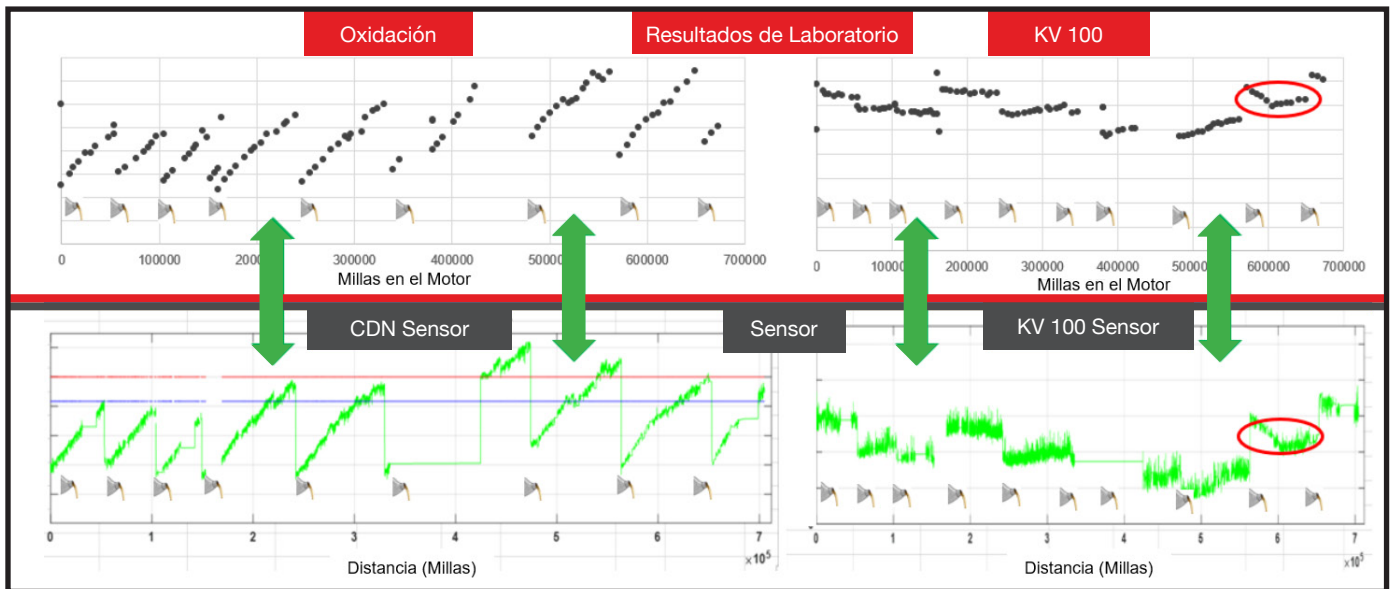 Oxidación
Resultados de Laboratorio
KV 100
0 100000 200000 300000 400000 500000 600000 700000
Millas en el Motor
0 100000 200000 300000 400000 500000 600000 700000
Millas en el Motor
CDN Sensor
Sensor
KV 100 Sensor
0 1 2 3 4 5 6 7
×10⁵
Distancia (Millas)
0 1 2 3 4 5 6 7
×10⁵
Distancia (Millas)